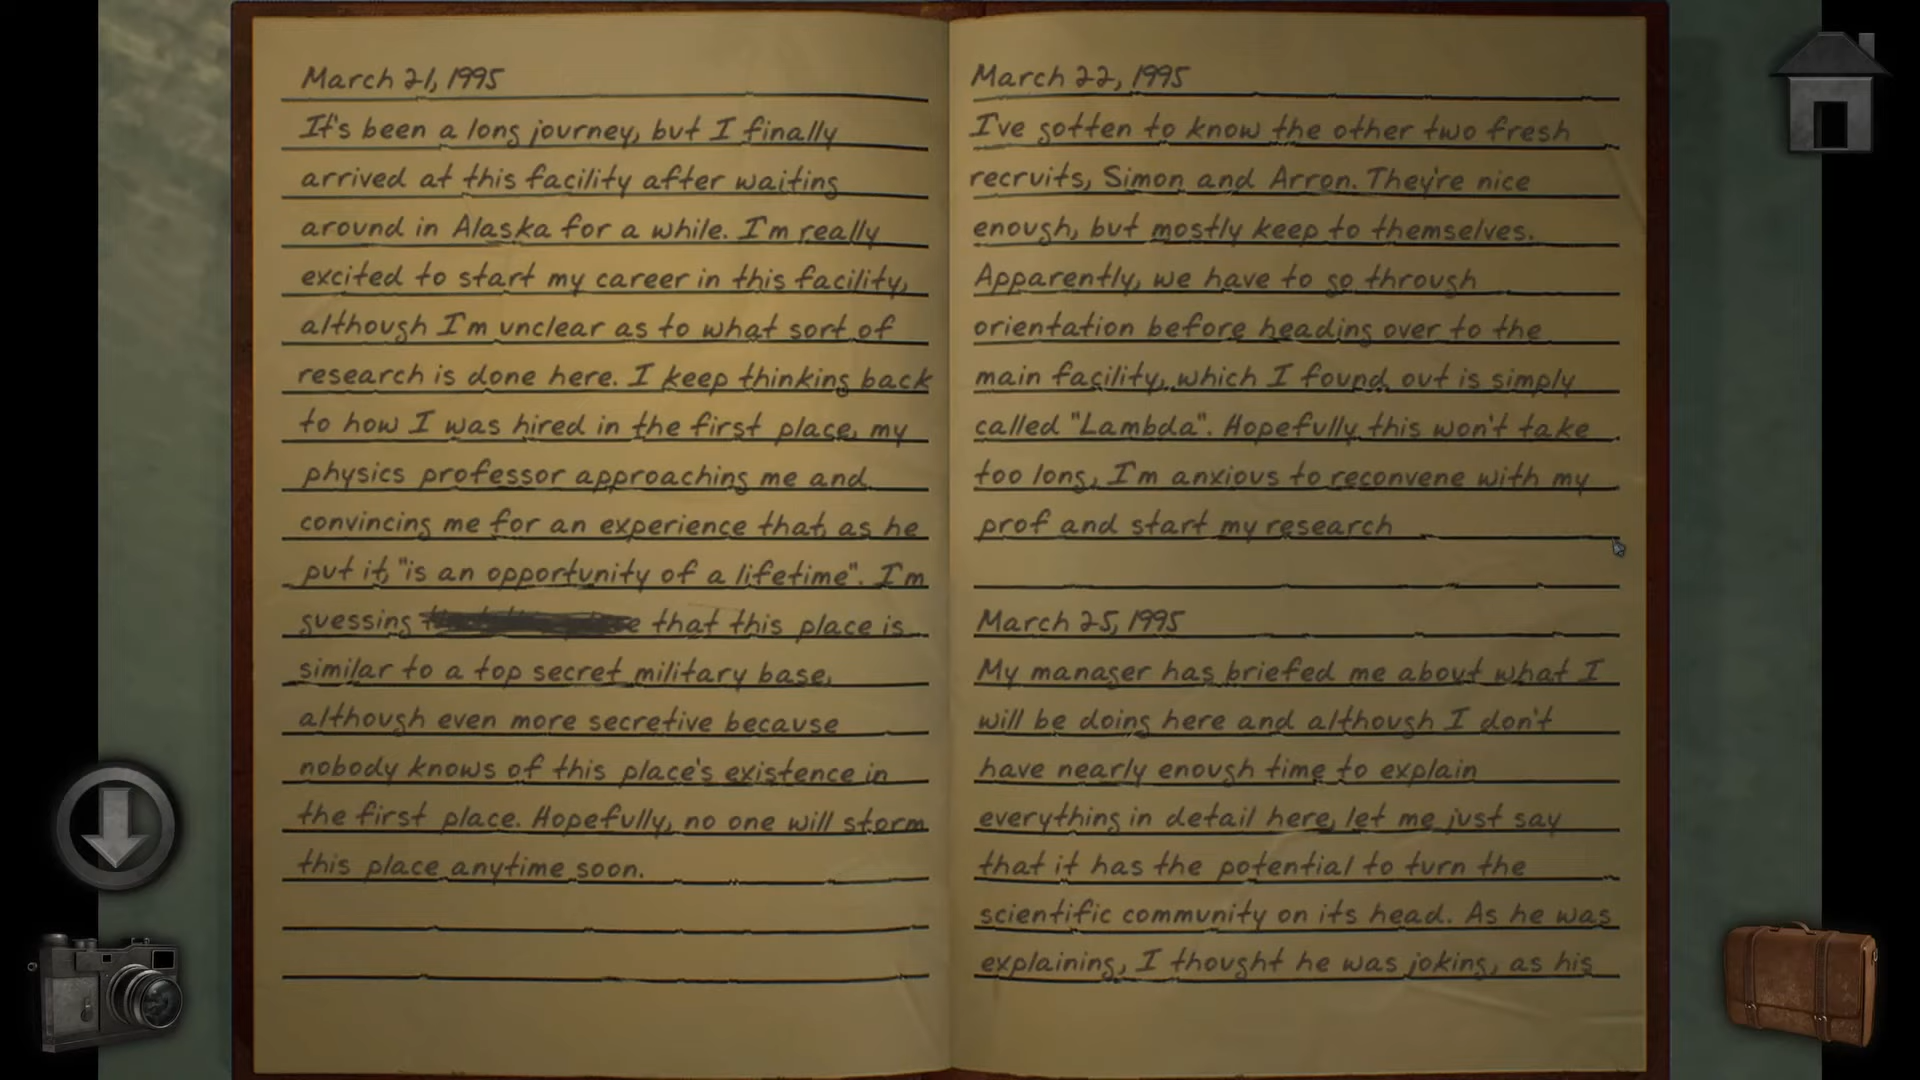 March 21, 1995
It's been a long journey, but I finally
arrived at this facility after waiting
around in Alaska for a while. I'm really
excited to start my career in this facility,
although I'm unclear as to what sort of
research is done here. I keep thinking back
to how I was hired in the first place, my
physics professor approaching me and
convincing me for an experience that, as he
put it, "is an opportunity of a lifetime". I'm
guessing that this place is
similar to a top secret military base,
although even more secretive because
nobody knows of this place's existence in
the first place. Hopefully, no one will storm
this place anytime soon.
March 22, 1995
I've gotten to know the other two fresh
recruits, Simon and Arron. They're nice
enough, but mostly keep to themselves.
Apparently, we have to go through
orientation before heading over to the
main facility, which I found out is simply
called "Lambda". Hopefully this won't take
too long, I'm anxious to reconvene with my
prof and start my research
March 25, 1995
My manager has briefed me about what I
will be doing here and although I don't
have nearly enough time to explain
everything in detail here, let me just say
that it has the potential to turn the
scientific community on its head. As he was
explaining, I thought he was joking, as his